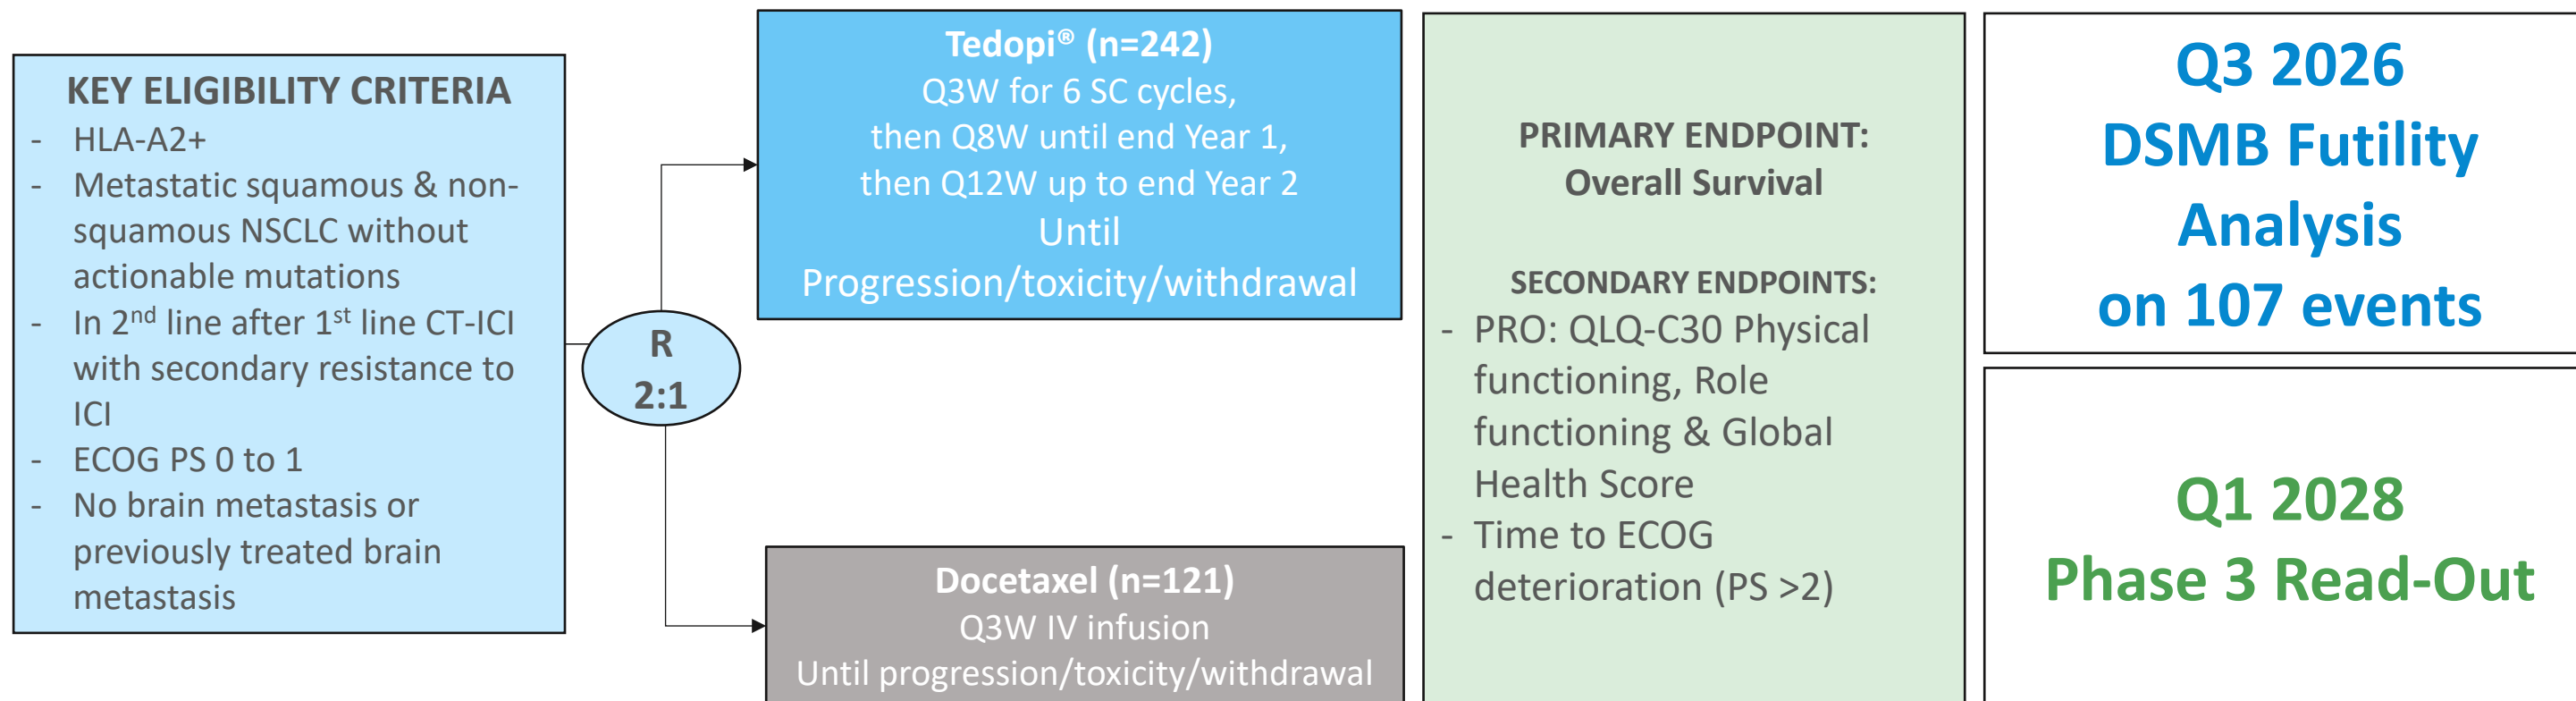 KEY ELIGIBILITY CRITERIA
- HLA-A2+
- Metastatic squamous & non-
squamous NSCLC without
actionable mutations
- In 2nd line after 1st line CT-ICI
with secondary resistance to
ICI
- ECOG PS 0 to 1
- No brain metastasis or
previously treated brain
metastasis
R
2:1
Tedopi® (n=242)
Q3W for 6 SC cycles,
then Q8W until end Year 1,
then Q12W up to end Year 2
Until
Progression/toxicity/withdrawal
Docetaxel (n=121)
Q3W IV infusion
Until progression/toxicity/withdrawal
PRIMARY ENDPOINT:
Overall Survival
SECONDARY ENDPOINTS:
- PRO: QLQ-C30 Physical
functioning, Role
functioning & Global
Health Score
- Time to ECOG
deterioration (PS >2)
Q3 2026
DSMB Futility
Analysis
on 107 events
Q1 2028
Phase 3 Read-Out